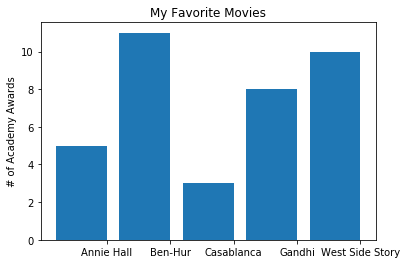 My Favorite Movies
# of Academy Awards
10
8
6
4
2
0
Annie Hall Ben-Hur Casablanca Gandhi West Side Story